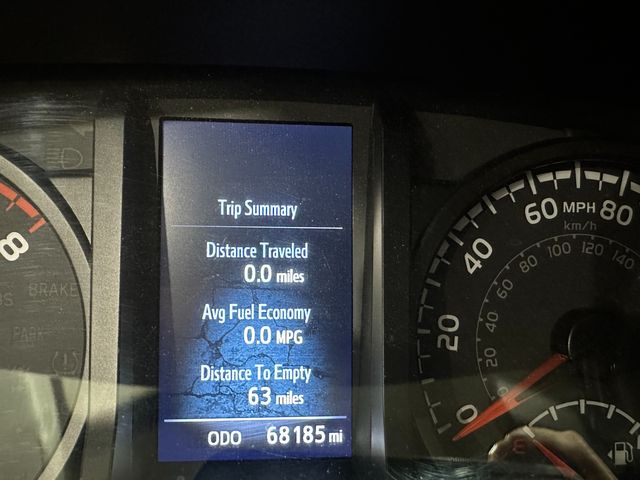 Trip Summary
Distance Traveled
0.0 miles
Avg Fuel Economy
0.0 MPG
Distance To Empty
63 miles
ODO 68185 mi
8
BRAKE
PARK
0
20
40
60 MPH 80
km/h
20
40
60
80
100
120
140
E